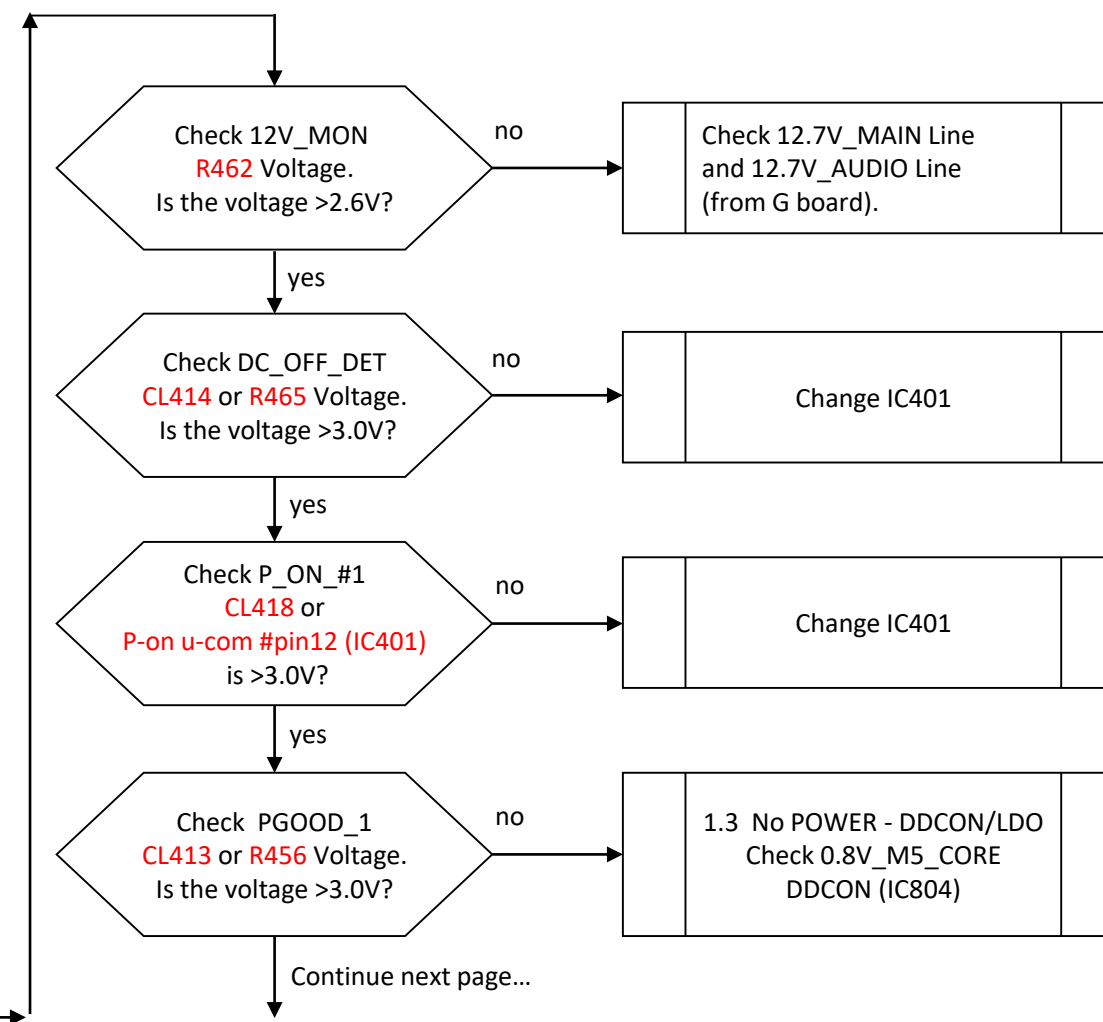 Check 12V_MON
R462 Voltage.
Is the voltage >2.6V?
no
Check 12.7V_MAIN Line
and 12.7V_AUDIO Line
(from G board).
yes
Check DC_OFF_DET
CL414 or R465 Voltage.
Is the voltage >3.0V?
no
Change IC401
yes
Check P_ON_#1
CL418 or
P-on u-com #pin12 (IC401)
is >3.0V?
no
Change IC401
yes
Check  PGOOD_1
CL413 or R456 Voltage.
Is the voltage >3.0V?
no
1.3  No POWER - DDCON/LDO
Check 0.8V_M5_CORE
DDCON (IC804)
Continue next page…